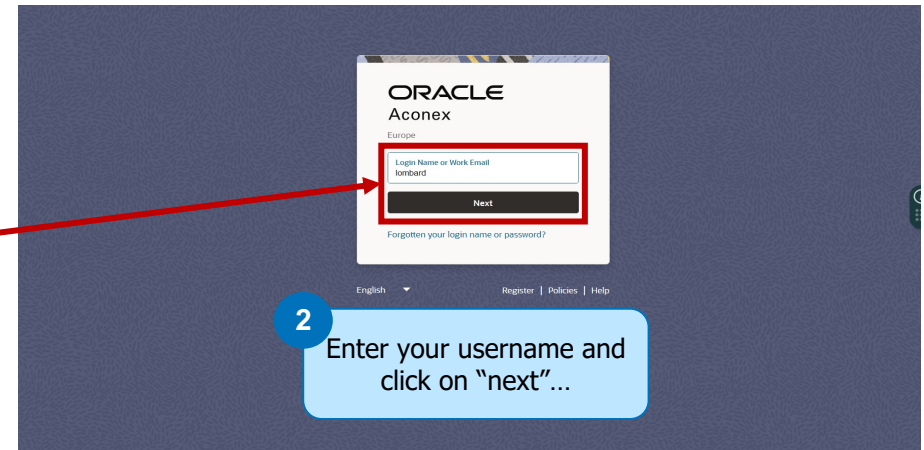 ORACLE
Aconex
Europe
Login Name or Work Email
lombard
Next
Forgotten your login name or password?
English Register | Policies | Help
2
Enter your username and
click on “next”…